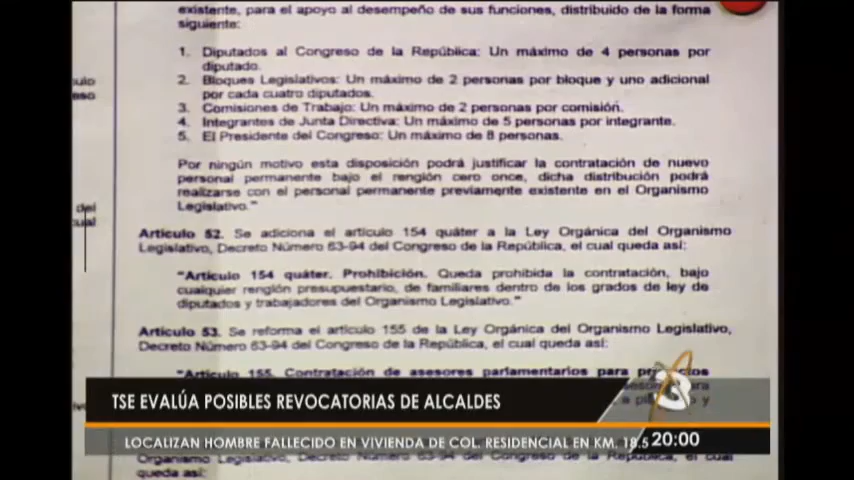 existente, para el apoyo al desempeño de sus funciones, distribuido de la forma
siguiente:
1. Diputados al Congreso de la República: Un máximo de 4 personas por
diputado.
2. Bloques Legislativos: Un máximo de 2 personas por bloque y uno adicional
por cada cuatro diputados.
3. Comisiones de Trabajo: Un máximo de 2 personas por comisión.
4. Integrantes de Junta Directiva: Un máximo de 5 personas por integrante.
5. El Presidente del Congreso: Un máximo de 8 personas.
Por ningún motivo esta disposición podrá justificar la contratación de nuevo
personal permanente bajo el renglón cero once, dicha distribución podrá
realizarse con el personal permanente previamente existente en el Organismo
Legislativo."
Artículo 52. Se adiciona el artículo 154 quáter a la Ley Orgánica del Organismo
Legislativo, Decreto Número 63-94 del Congreso de la República, el cual queda así:
"Artículo 154 quáter. Prohibición. Queda prohibida la contratación, bajo
cualquier renglón presupuestario, de familiares dentro de los grados de ley de
diputados y trabajadores del Organismo Legislativo."
Artículo 53. Se reforma el artículo 155 de la Ley Orgánica del Organismo Legislativo,
Decreto Número 63-94 del Congreso de la República, el cual queda así:
"Artículo 155. Contratación de asesores parlamentarios para
TSE EVALÚA POSIBLES REVOCATORIAS DE ALCALDES
LOCALIZAN HOMBRE FALLECIDO EN VIVIENDA DE COL. RESIDENCIAL EN KM. 18.5
20:00
Organismo Legislativo, Decreto Número 63-94 del Congreso de la República, el cual
queda así: